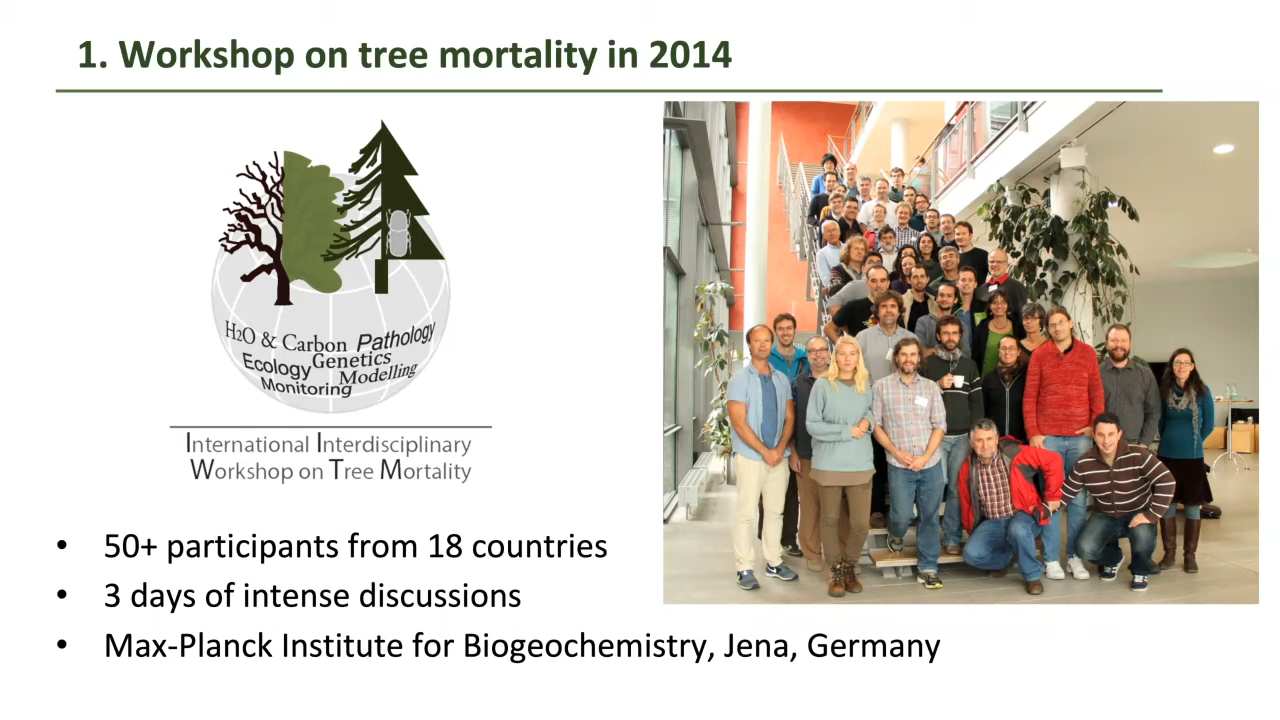 1. Workshop on tree mortality in 2014
H2O & Carbon Pathology
Ecology Genetics
Monitoring Modelling
International Interdisciplinary
Workshop on Tree Mortality
• 50+ participants from 18 countries
• 3 days of intense discussions
• Max-Planck Institute for Biogeochemistry, Jena, Germany